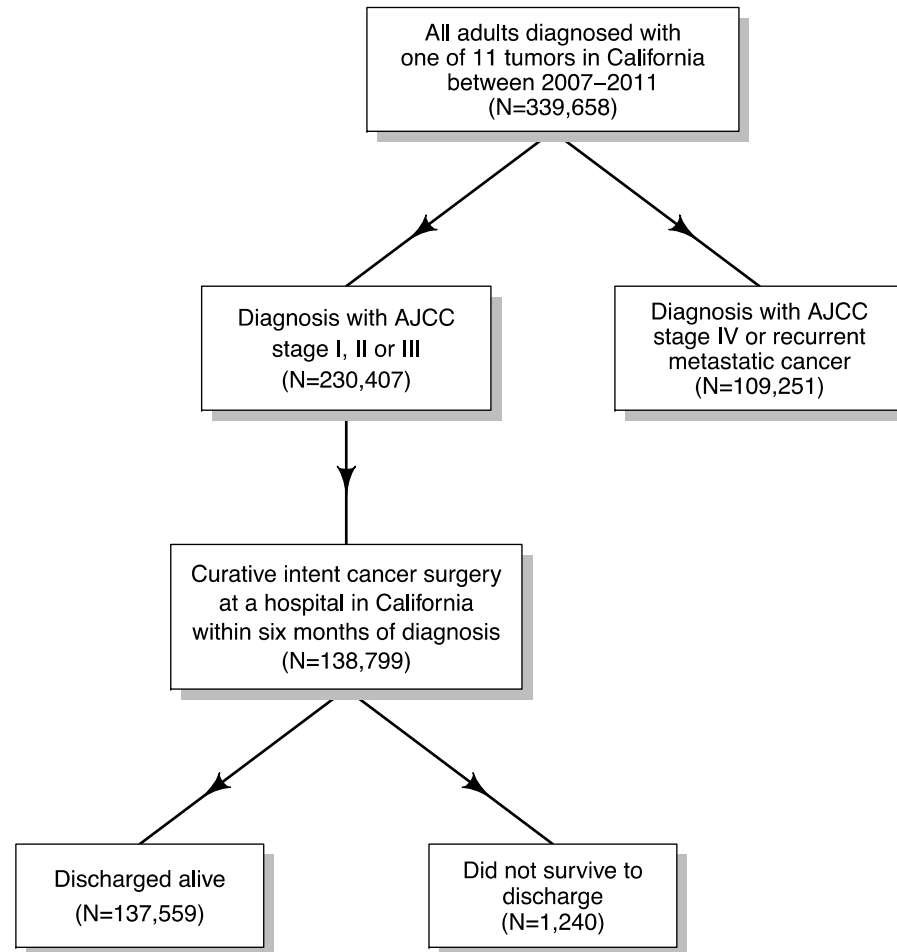 All adults diagnosed with
one of 11 tumors in California
between 2007–2011
(N=339,658)
Diagnosis with AJCC
stage I, II or III
(N=230,407)
Diagnosis with AJCC
stage IV or recurrent
metastatic cancer
(N=109,251)
Curative intent cancer surgery
at a hospital in California
within six months of diagnosis
(N=138,799)
Discharged alive
(N=137,559)
Did not survive to
discharge
(N=1,240)